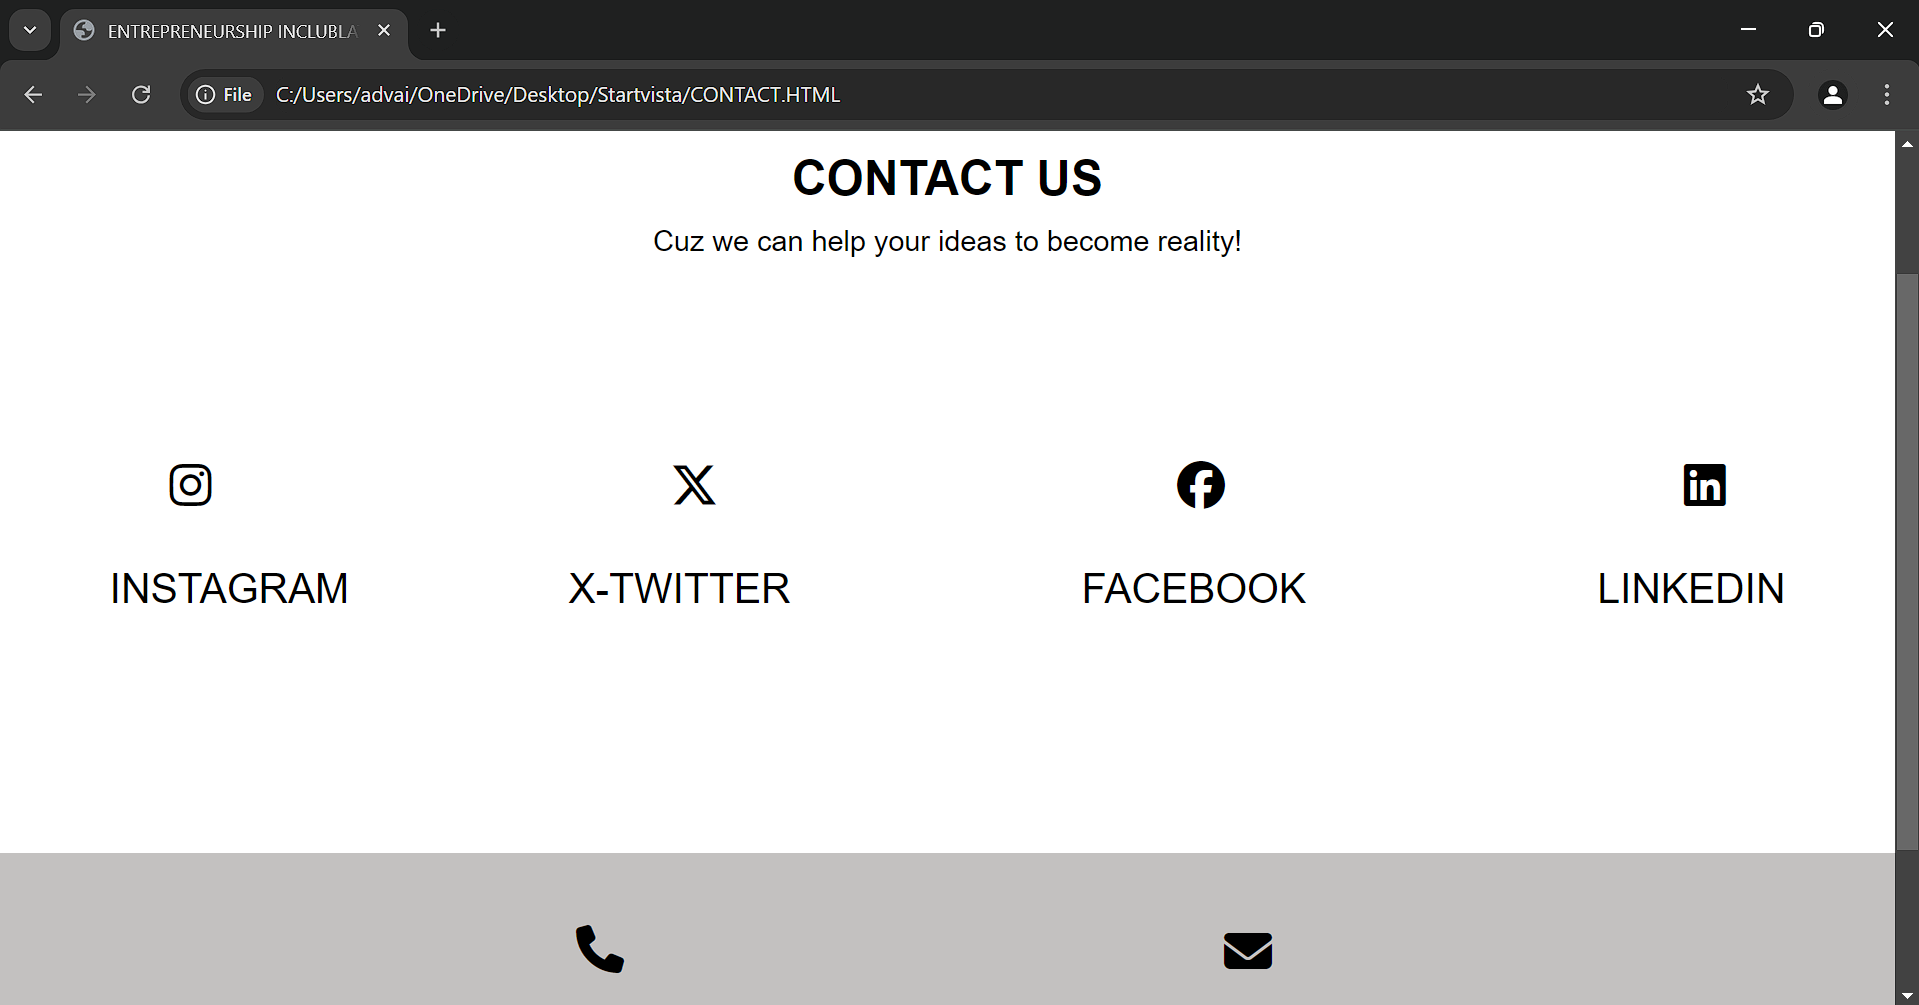 ENTREPRENEURSHIP INCLUBLA
File C:/Users/advai/OneDrive/Desktop/Startvista/CONTACT.HTML
CONTACT US
Cuz we can help your ideas to become reality!
INSTAGRAM X-TWITTER FACEBOOK LINKEDIN